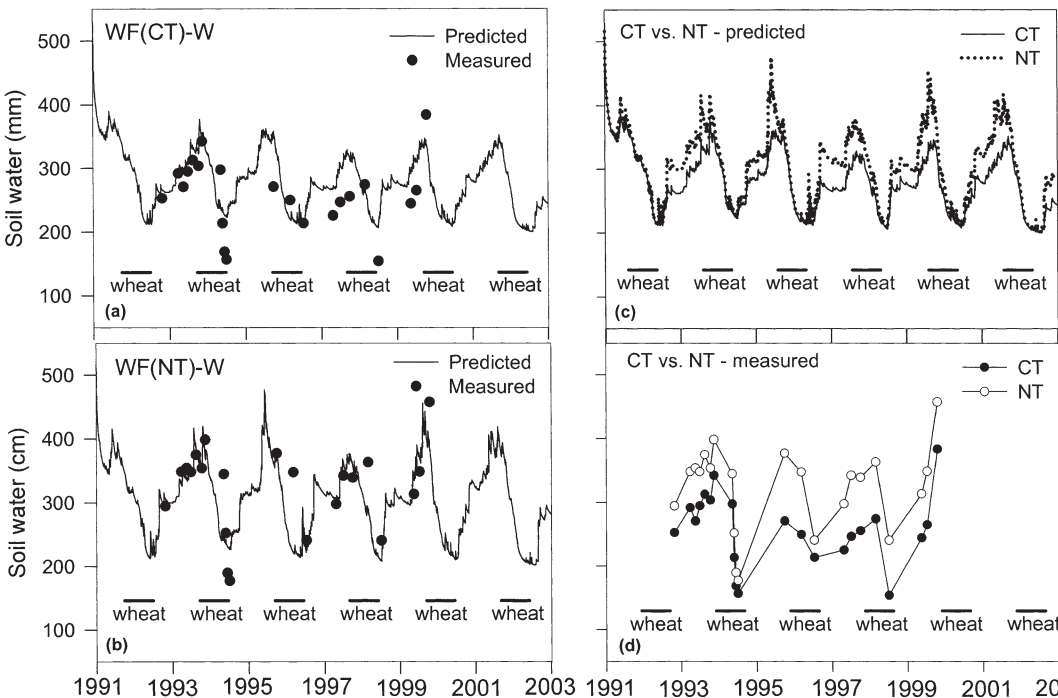 WF(CT)-W
Predicted
Measured
500
400
300
200
100
Soil water (mm)
wheat wheat wheat wheat wheat wheat
(a)
CT vs. NT - predicted
CT
NT
wheat wheat wheat wheat wheat wheat
(c)
WF(NT)-W
Predicted
Measured
500
400
300
200
100
Soil water (cm)
wheat wheat wheat wheat wheat wheat
(b)
1991 1993 1995 1997 1999 2001 2003
CT vs. NT - measured
CT
NT
wheat wheat wheat wheat wheat wheat
(d)
1991 1993 1995 1997 1999 2001 20